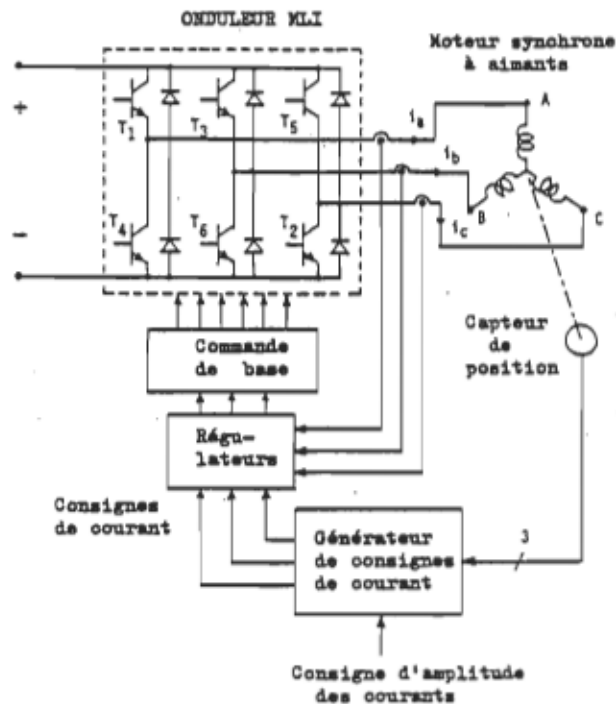 ONDULEUR MLI
Moteur synchrone
à aimants
+
T1
T3
T5
ia
A
ib
B
C
ic
−
T4
T6
T2
Commande
de base
Capteur
de
position
Régu-
lateurs
Consignes
de courant
Générateur
de consignes
de courant
3
Consigne d'amplitude
des courants